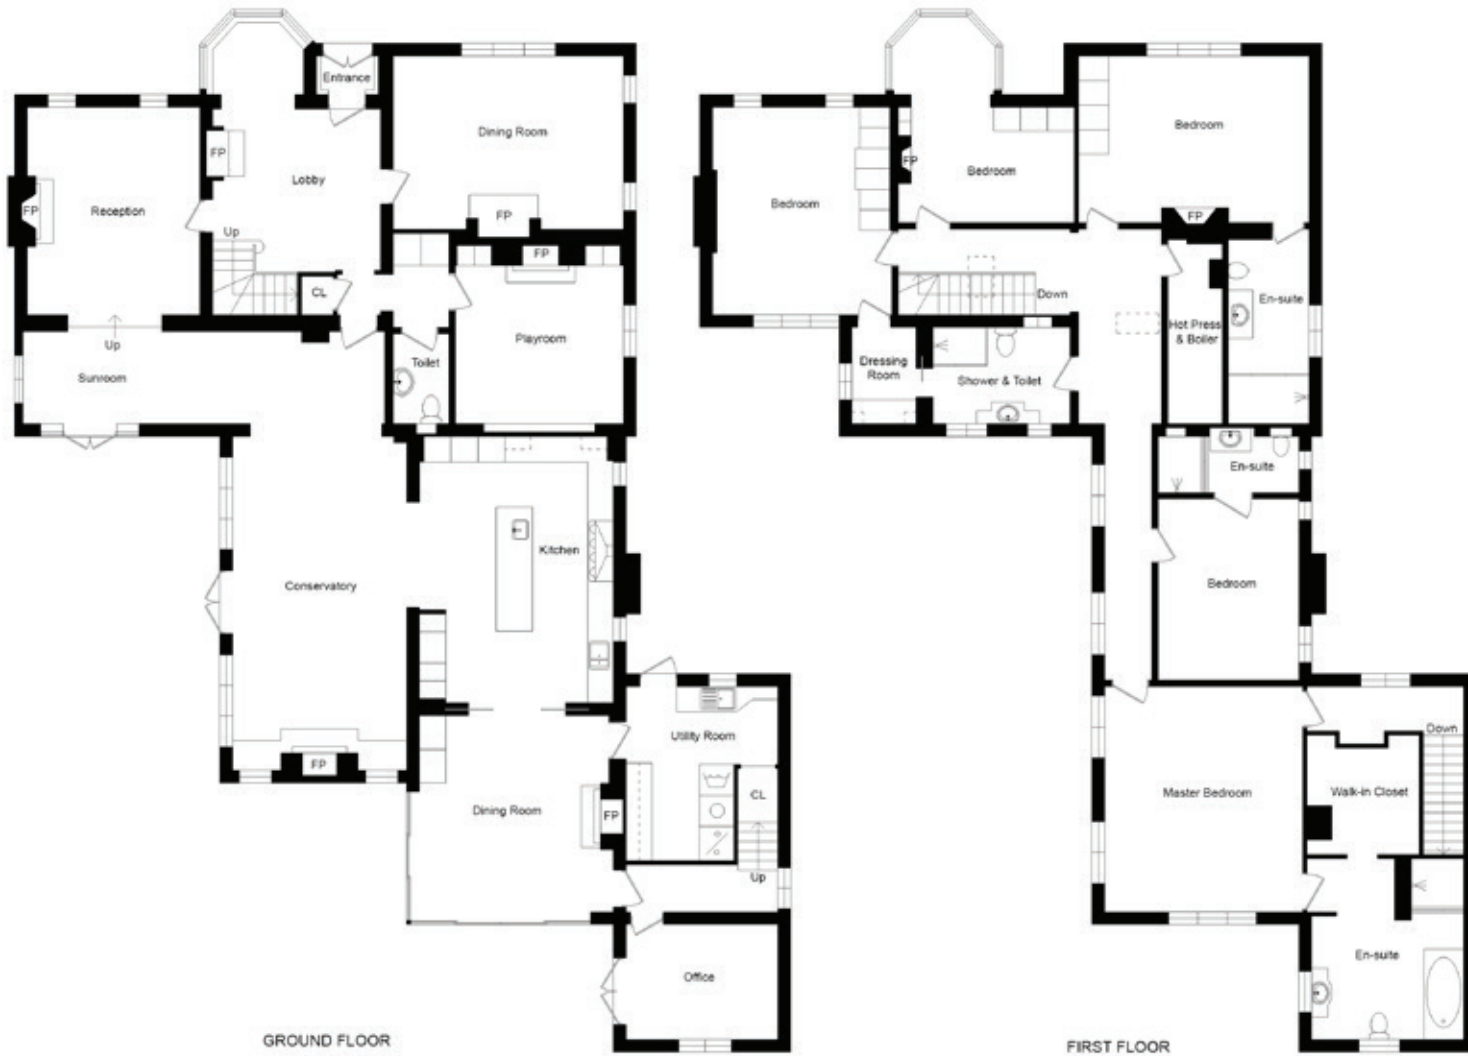 Entrance
Dining Room
FP
Lobby
FP
Reception
FP
Up
FP
CL
Up
Sunroom
Toilet
Playroom
Kitchen
Conservatory
Utility Room
FP
CL
Dining Room
FP
Up
Office
GROUND FLOOR
Bedroom
FP
Bedroom
Bedroom
FP
Down
En-suite
Hot Press
& Boiler
Dressing
Room
Shower & Toilet
En-suite
Bedroom
Down
Master Bedroom
Walk-in Closet
En-suite
FIRST FLOOR